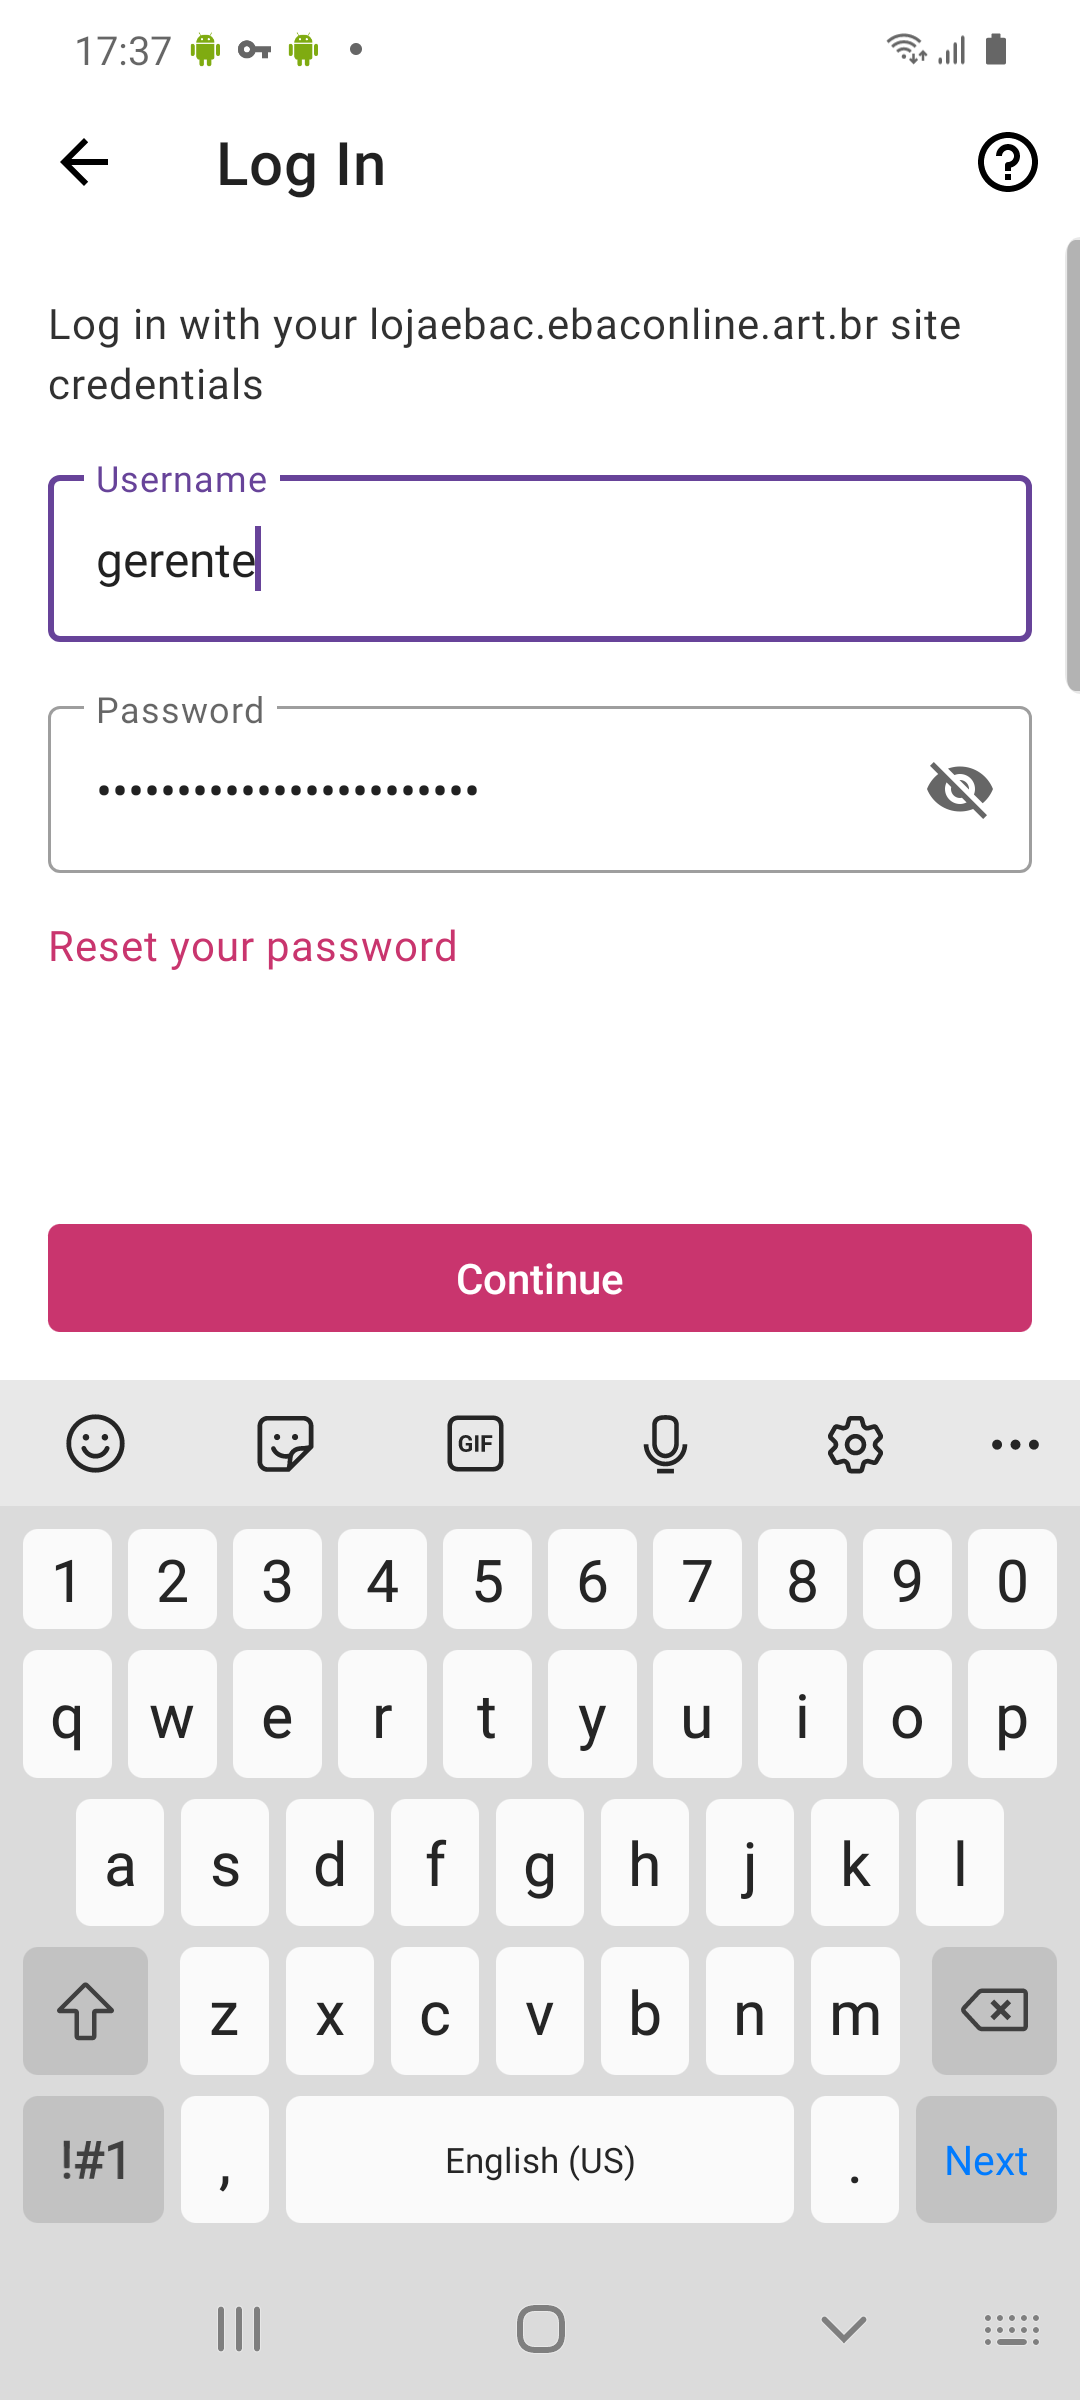 17:37
Log In
Log in with your lojaebac.ebaconline.art.br site
credentials
Username
gerente
Password
••••••••••••••••••••••••
Reset your password
Continue
GIF
1 2 3 4 5 6 7 8 9 0
q w e r t y u i o p
a s d f g h j k l
z x c v b n m
!#1 , English (US) . Next